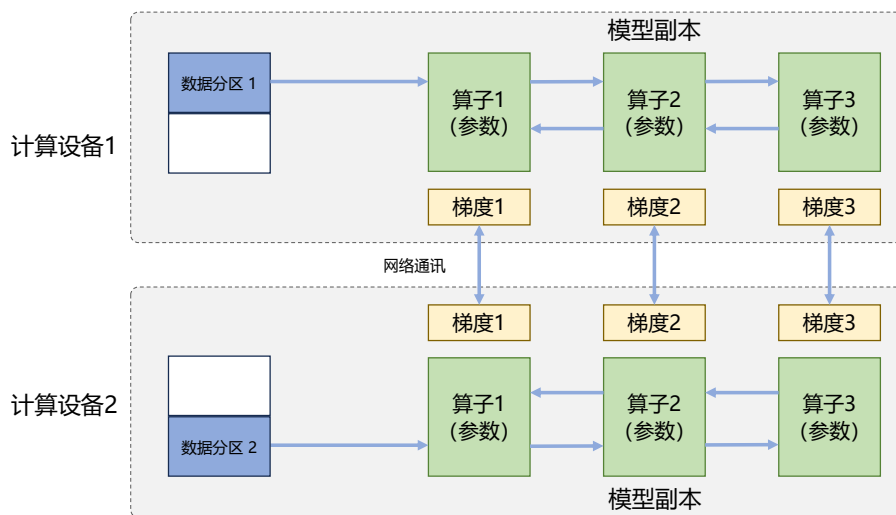 模型副本
数据分区 1
算子1
（参数）
算子2
（参数）
算子3
（参数）
计算设备1
梯度1
梯度2
梯度3
网络通讯
梯度1
梯度2
梯度3
计算设备2
算子1
（参数）
算子2
（参数）
算子3
（参数）
数据分区 2
模型副本